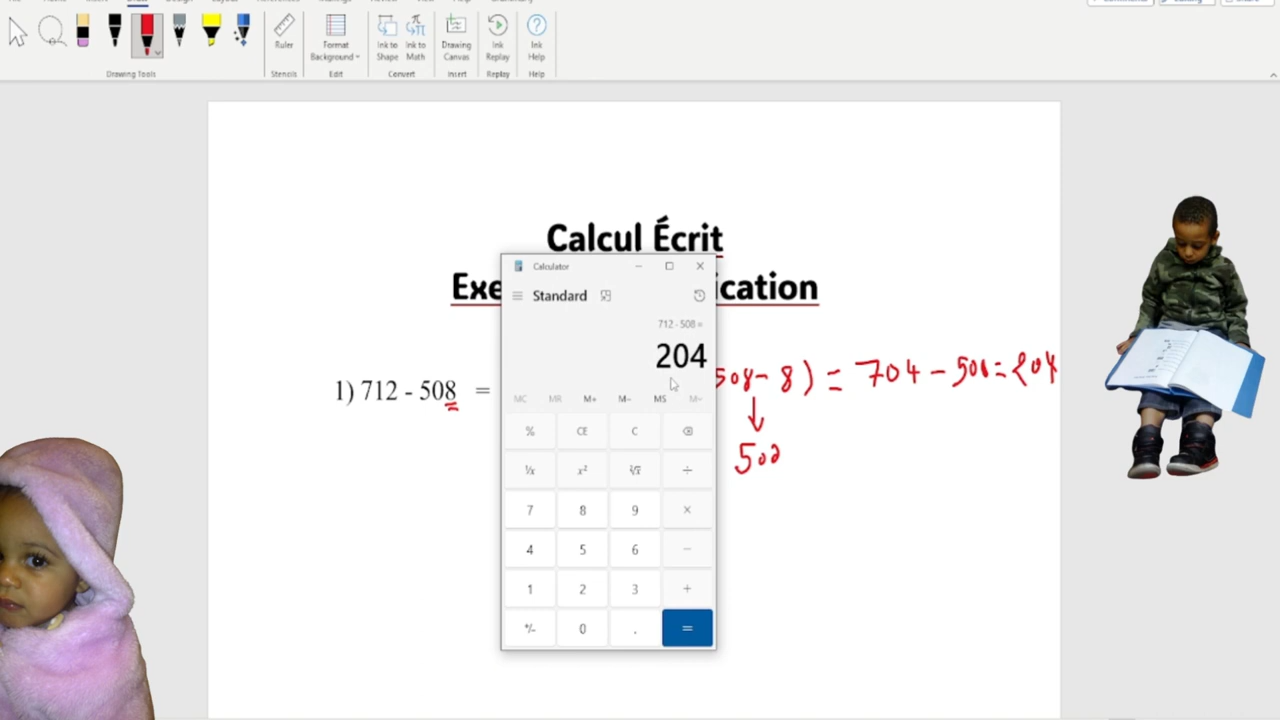 Ruler
Format Background
Ink to Shape
Ink to Math
Drawing Canvas
Ink Replay
Ink Help
Drawing Tools
Stencils
Edit
Convert
Insert
Replay
Help
Calcul Écrit
Exe
ication
Calculator
Standard
712 - 508 =
204
MC MR M+ M- MS M~
% CE C
¹/x x² ²√x ÷
7 8 9 ×
4 5 6 −
1 2 3 +
+/- 0 . =
1) 712 - 508 =
508 - 8 ) = 704 - 500 = 204
↓